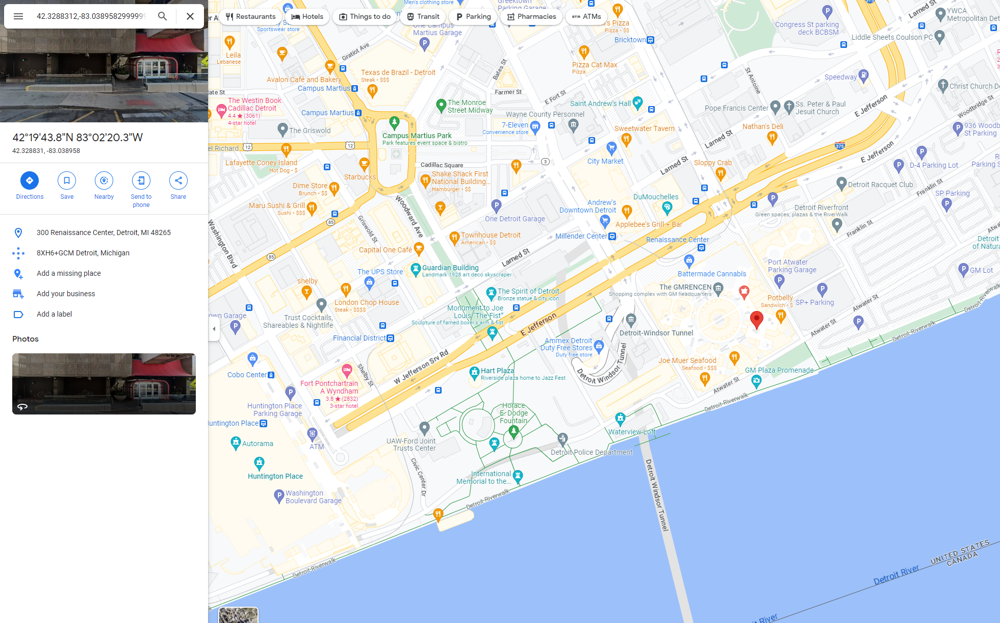 42.3288312,-83.0389582999999
42°19'43.8"N 83°02'20.3"W
42.328831, -83.038958
Directions
Save
Nearby
Send to
phone
Share
300 Renaissance Center, Detroit, MI 48265
8XH6+GCM Detroit, Michigan
Add a missing place
Add your business
Add a label
Photos
Restaurants
Hotels
Things to do
Transit
Parking
Pharmacies
ATMs
Men's clothing store
Greektown
Parking Garage
Sportswear store
One Campus
Martius Garage
Pizza
Pizza • $$
Bricktown
Congress St parking
deck BCBSM
Larned St
YWCA
Metropolitan Det
Liddle Sheets Coulson PC
375
Leila
Lebanese
Gratiot Ave
Texas de Brazil - Detroit
Steak • $$$
Avalon Café and Bakery
Campus Martius
Bates St
Pizza Cat Max
Pizza
St Antoine
Speedway
Christ Church De
tate St
Farmer St
E Fort St
E Jefferson
Woodbridge St
The Westin Book
Cadillac Detroit
4.4 ★ (3061)
4-star hotel
Campus Martius
The Monroe
Street Midway
Wayne County Personnel
Saint Andrew's Hall
Pope Francis Center
Ss. Peter & Paul
Jesuit Church
The Griswold
7-Eleven
Convenience store
Sweetwater Tavern
Nathan's Deli
936 Woodb
St Parking
Campus Martius Park
Park features event space & bistro
Larned St
el Richard
12
12
375
E Jefferson
Lafayette Coney Island
Hot Dog • $
Starbucks
Cadillac Square
3
City Market
Larned St
Sloppy Crab
D-4 Parking Lot
Parking S
Dime Store
Brunch • $$
Shake Shack First
National Building...
Hamburger • $$
Detroit Racquet Club
Franklin St
SP Parking
DuMouchelles
Maru Sushi & Grill
Sushi • $$$
Woodward Ave
Andrew's
Downtown Detroit
Detroit Riverfront
Green spaces, plazas & the RiverWalk
85
Griswold St
One Detroit Garage
Applebee's Grill + Bar
Franklin St
Washington Blvd
Townhouse Detroit
American • $$
Millender Center
Renaissance Center
Detroit
of Natura
Capital One Café
85
Larned St
Guardian Building
Landmark 1928 art deco skyscraper
The UPS Store
Battermade Cannabis
Port Atwater
Parking Garage
GM Lot
shelby
The GMRENCEN
Shopping complex with GM headquarters
The Spirit of Detroit
Bronze statue & city icon
London Chop House
Steak • $$$$
Monument to Joe
Louis "The Fist"
Sculpture of famed boxer's arm & fist
Potbelly
Sandwich • $
SP+ Parking
Atwater St
Detroit-Riverwalk
own Garage
Trust Cocktails,
Shareables & Nightlife
E Jefferson
Atwater St
Detroit-Riverwalk
Financial District
Detroit-Windsor Tunnel
Ammex Detroit
Duty Free Stores
Duty free store
W Jefferson Srv Rd
Detroit Windsor Tunnel
Joe Muer Seafood
Seafood • $$$
Cobo Center
Shelby St
Hart Plaza
Riverside plaza home to Jazz Fest
GM Plaza Promenade
Fort Pontchartrain
A Wyndham
3.8 ★ (2832)
3-star hotel
Atwater St
Detroit-Riverwalk
Huntington Place
Parking Garage
Horace
E. Dodge
Fountain
untington Place
Waterview Loft
Autorama
ATM
UAW-Ford Joint
Trusts Center
Detroit Police Department
Huntington Place
Civic Center Dr
International
Memorial to the...
Detroit Windsor Tunnel
Washington
Boulevard Garage
Detroit-Riverwalk
Detroit-Riverwalk
UNITED STATES
CANADA
Detroit River
River